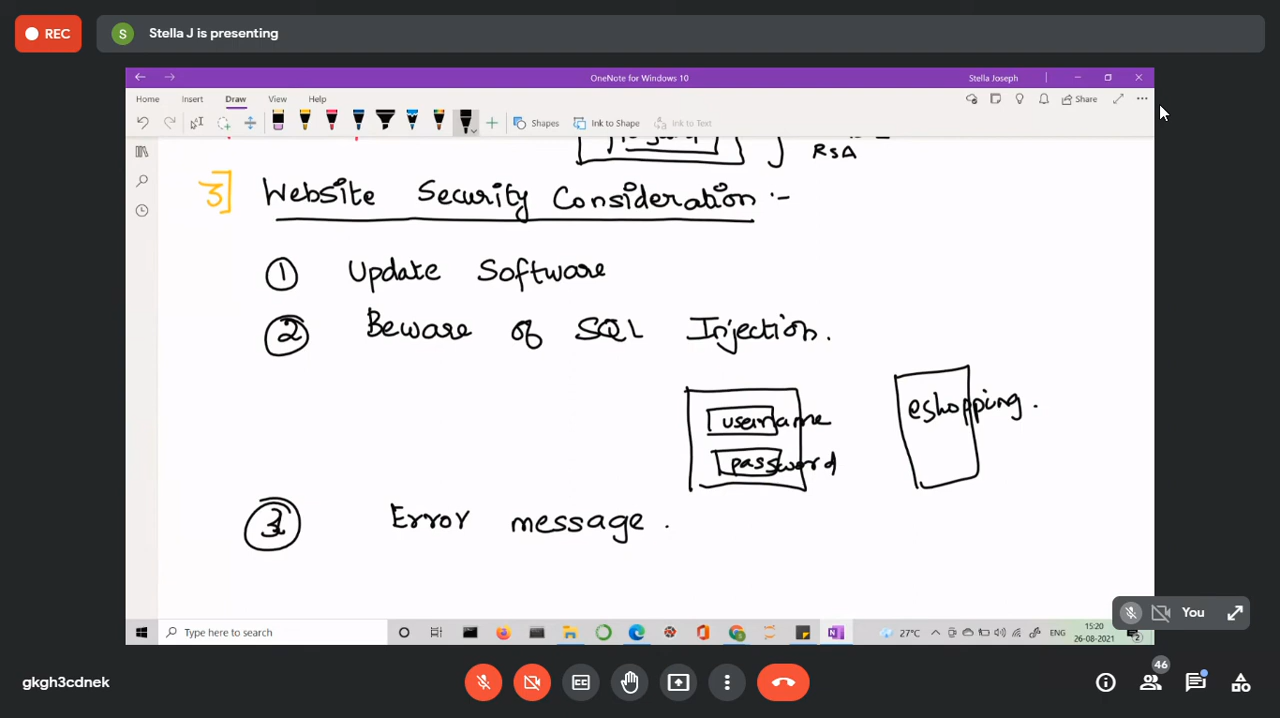 REC
S Stella J is presenting
OneNote for Windows 10
Stella Joseph
Home Insert Draw View Help
Share
Shapes Ink to Shape Ink to Text
RSA
3] Website Security Consideration :-
1 Update Software
2 Beware of SQL Injection.
username
password
eshopping.
3 Error message.
You
Type here to search
27°C
ENG
15:20
26-08-2021
2
gkgh3cdnek
46